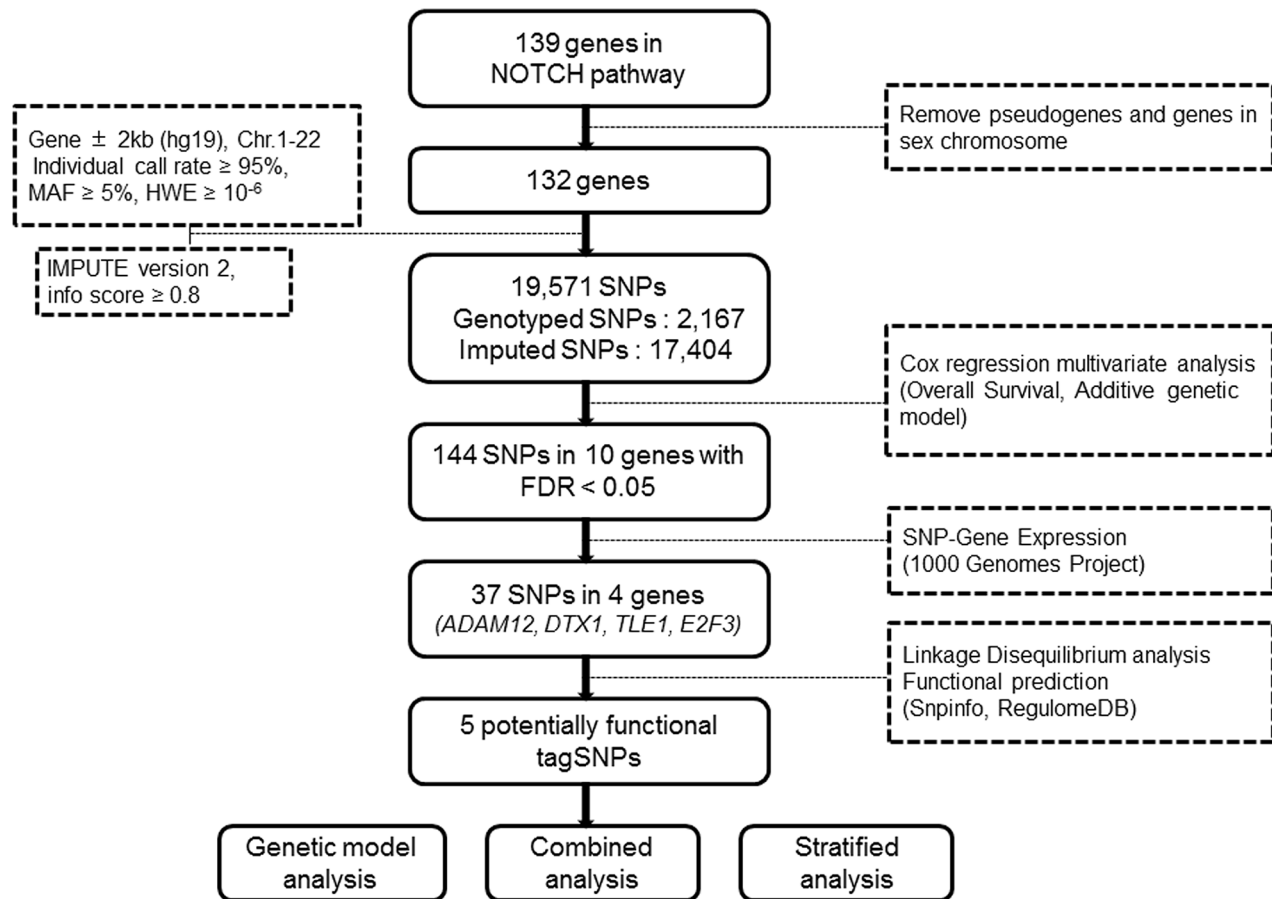 139 genes in
NOTCH pathway
Remove pseudogenes and genes in
sex chromosome
Gene ± 2kb (hg19), Chr.1-22
Individual call rate ≥ 95%,
MAF ≥ 5%, HWE ≥ 10⁻⁶
132 genes
IMPUTE version 2,
info score ≥ 0.8
19,571 SNPs
Genotyped SNPs : 2,167
Imputed SNPs : 17,404
Cox regression multivariate analysis
(Overall Survival, Additive genetic
model)
144 SNPs in 10 genes with
FDR < 0.05
SNP-Gene Expression
(1000 Genomes Project)
37 SNPs in 4 genes
(ADAM12, DTX1, TLE1, E2F3)
Linkage Disequilibrium analysis
Functional prediction
(Snpinfo, RegulomeDB)
5 potentially functional
tagSNPs
Genetic model
analysis
Combined
analysis
Stratified
analysis